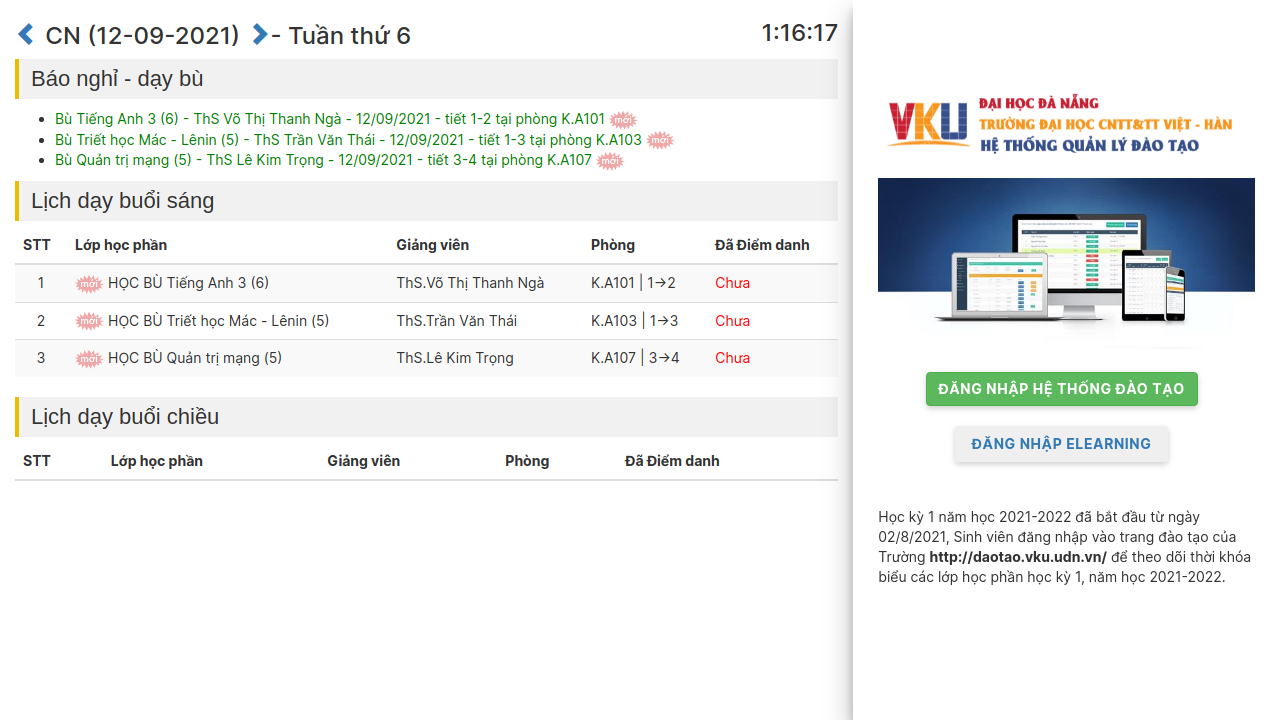 CN (12-09-2021) - Tuần thứ 6
1:16:17
Báo nghỉ - dạy bù
Bù Tiếng Anh 3 (6) - ThS Võ Thị Thanh Ngà - 12/09/2021 - tiết 1-2 tại phòng K.A101 mới
Bù Triết học Mác - Lênin (5) - ThS Trần Văn Thái - 12/09/2021 - tiết 1-3 tại phòng K.A103 mới
Bù Quản trị mạng (5) - ThS Lê Kim Trọng - 12/09/2021 - tiết 3-4 tại phòng K.A107 mới
Lịch dạy buổi sáng
STT Lớp học phần Giảng viên Phòng Đã Điểm danh
1 mới HỌC BÙ Tiếng Anh 3 (6) ThS.Võ Thị Thanh Ngà K.A101 | 1→2 Chưa
2 mới HỌC BÙ Triết học Mác - Lênin (5) ThS.Trần Văn Thái K.A103 | 1→3 Chưa
3 mới HỌC BÙ Quản trị mạng (5) ThS.Lê Kim Trọng K.A107 | 3→4 Chưa
Lịch dạy buổi chiều
STT Lớp học phần Giảng viên Phòng Đã Điểm danh
VKU
ĐẠI HỌC ĐÀ NẴNG
TRƯỜNG ĐẠI HỌC CNTT&TT VIỆT - HÀN
HỆ THỐNG QUẢN LÝ ĐÀO TẠO
ĐĂNG NHẬP HỆ THỐNG ĐÀO TẠO
ĐĂNG NHẬP ELEARNING
Học kỳ 1 năm học 2021-2022 đã bắt đầu từ ngày
02/8/2021, Sinh viên đăng nhập vào trang đào tạo của
Trường http://daotao.vku.udn.vn/ để theo dõi thời khóa
biểu các lớp học phần học kỳ 1, năm học 2021-2022.